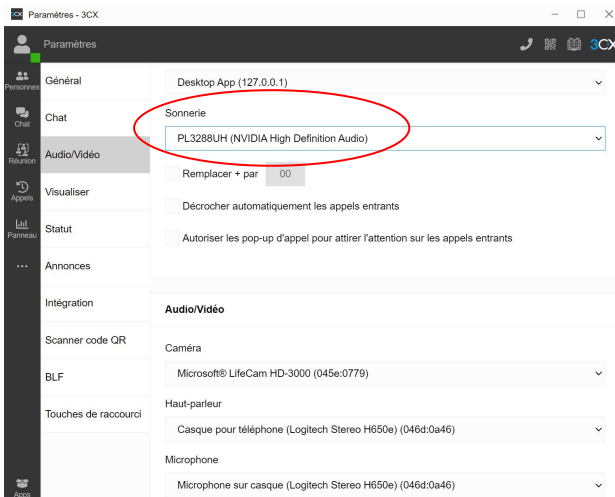 Paramètres - 3CX
Paramètres
3CX
Personnes
Chat
Réunion
Appels
Panneau
Apps
Général
Chat
Audio/Vidéo
Visualiser
Statut
Annonces
Intégration
Scanner code QR
BLF
Touches de raccourci
Desktop App (127.0.0.1)
Sonnerie
PL3288UH (NVIDIA High Definition Audio)
Remplacer + par 00
Décrocher automatiquement les appels entrants
Autoriser les pop-up d'appel pour attirer l'attention sur les appels entrants
Audio/Vidéo
Caméra
Microsoft® LifeCam HD-3000 (045e:0779)
Haut-parleur
Casque pour téléphone (Logitech Stereo H650e) (046d:0a46)
Microphone
Microphone sur casque (Logitech Stereo H650e) (046d:0a46)